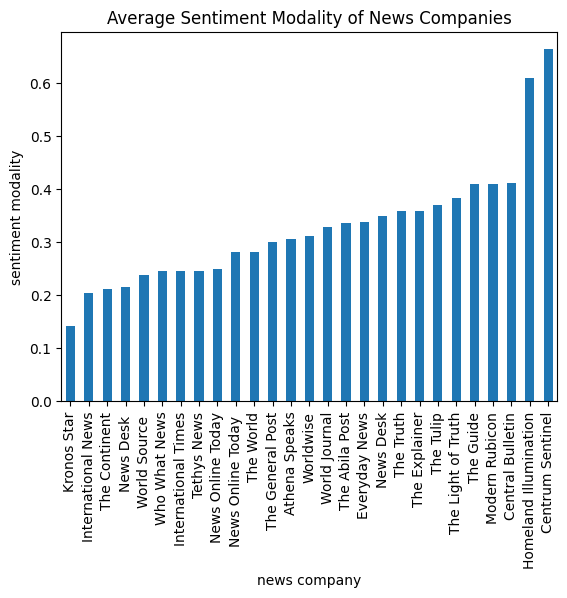 Average Sentiment Modality of News Companies
sentiment modality
0.6
0.5
0.4
0.3
0.2
0.1
0.0
Kronos Star
International News
The Continent
News Desk
World Source
Who What News
International Times
Tethys News
News Online Today
News Online Today
The World
The General Post
Athena Speaks
Worldwise
World Journal
The Abila Post
Everyday News
News Desk
The Truth
The Explainer
The Tulip
The Light of Truth
The Guide
Modern Rubicon
Central Bulletin
Homeland Illumination
Centrum Sentinel
news company